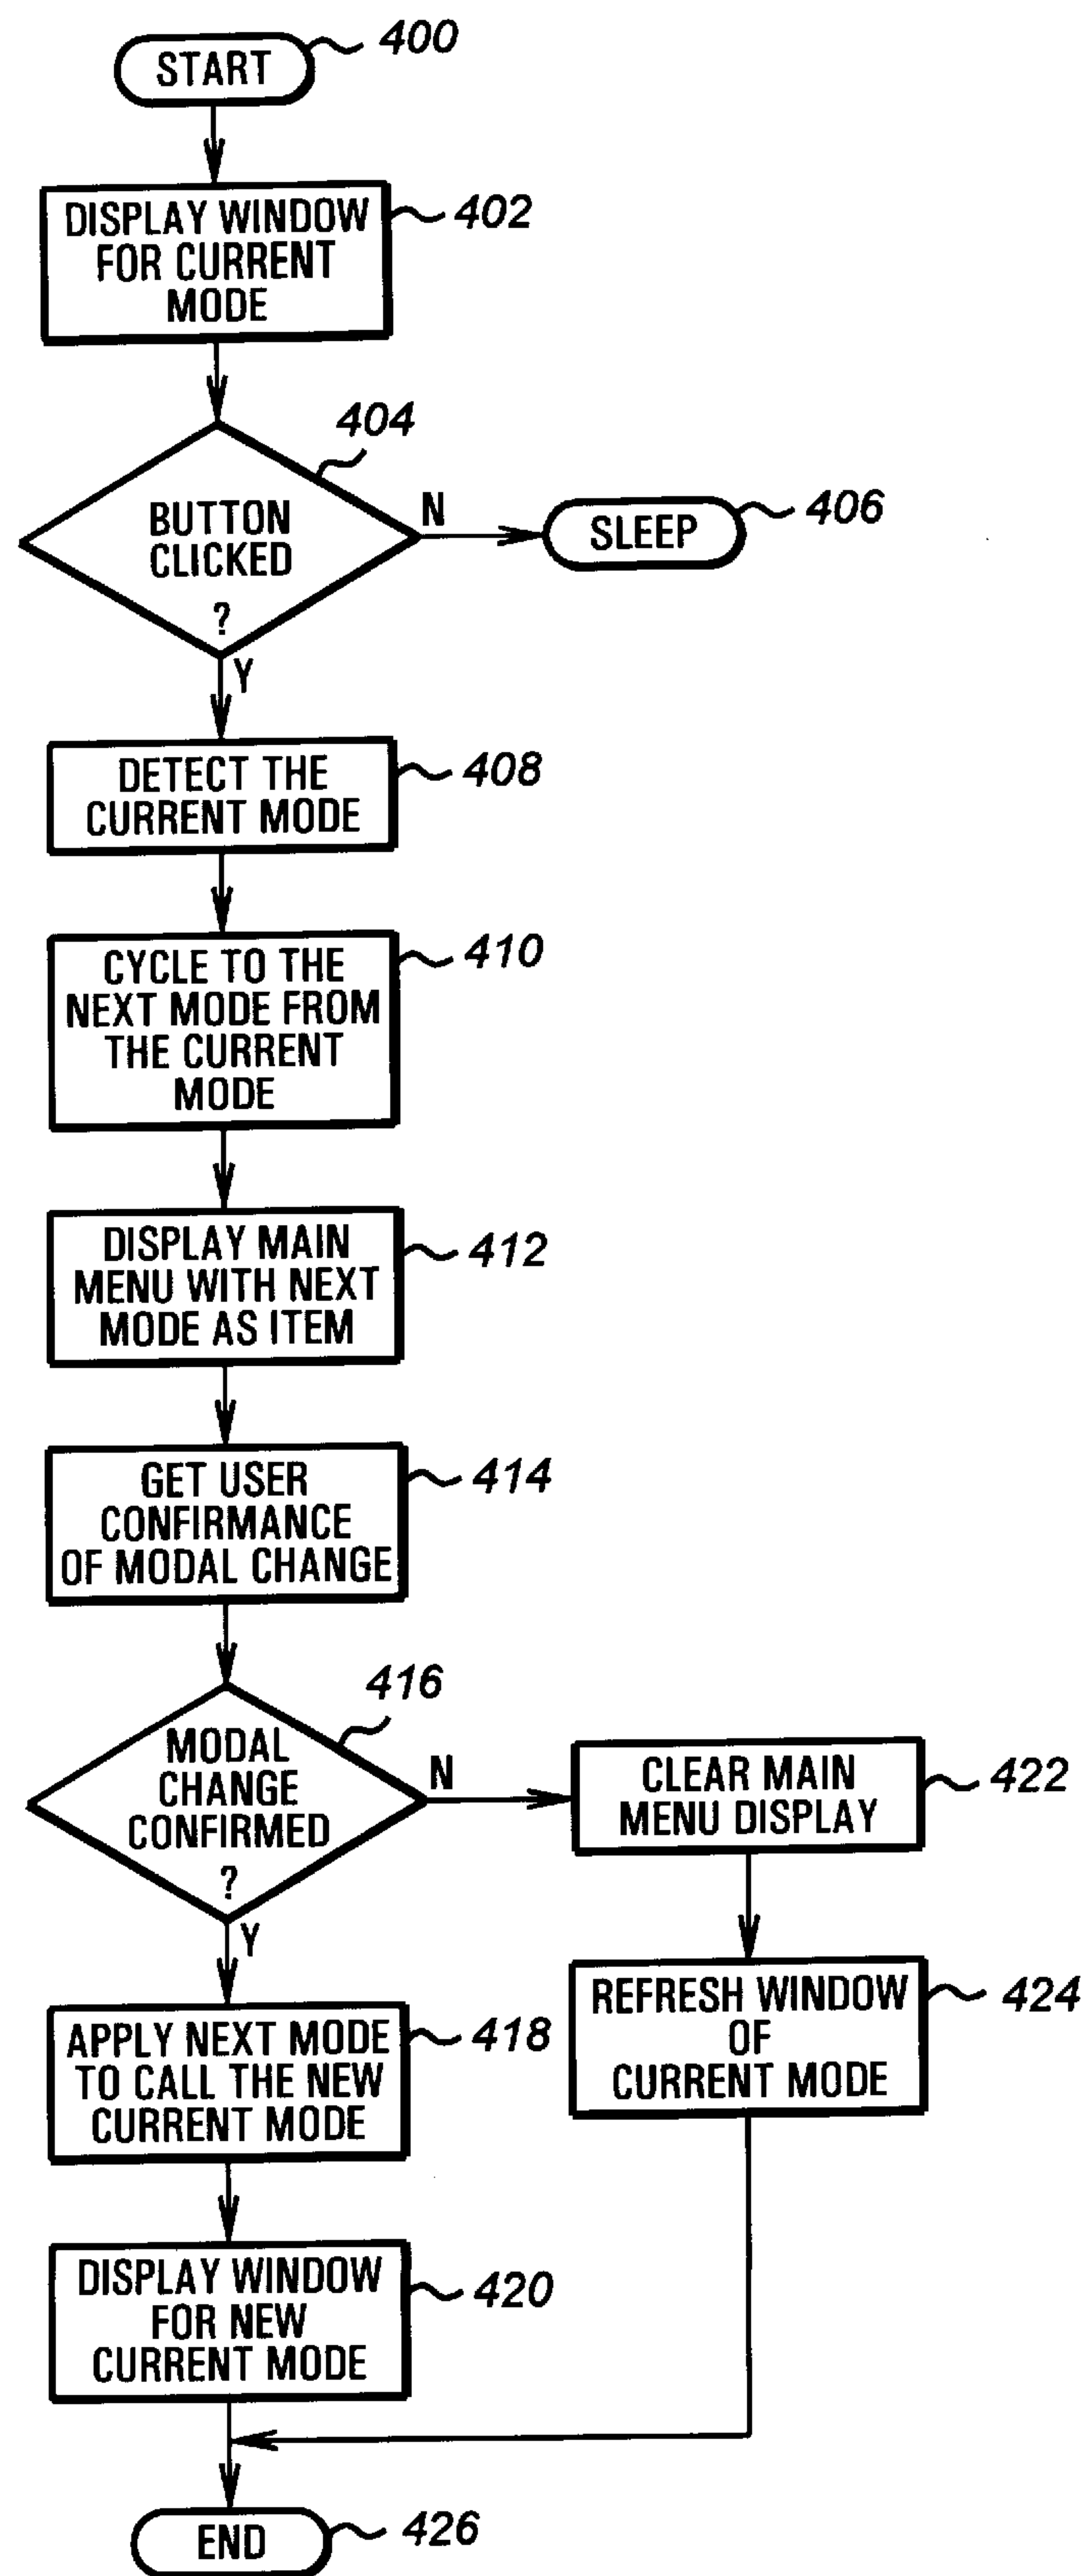 START
400
DISPLAY WINDOW
FOR CURRENT
MODE
402
404
BUTTON
CLICKED
?
N
SLEEP
406
Y
DETECT THE
CURRENT MODE
408
CYCLE TO THE
NEXT MODE FROM
THE CURRENT
MODE
410
DISPLAY MAIN
MENU WITH NEXT
MODE AS ITEM
412
GET USER
CONFIRMANCE
OF MODAL CHANGE
414
416
MODAL
CHANGE
CONFIRMED
?
N
CLEAR MAIN
MENU DISPLAY
422
Y
REFRESH WINDOW
OF
CURRENT MODE
424
APPLY NEXT MODE
TO CALL THE NEW
CURRENT MODE
418
DISPLAY WINDOW
FOR NEW
CURRENT MODE
420
END
426